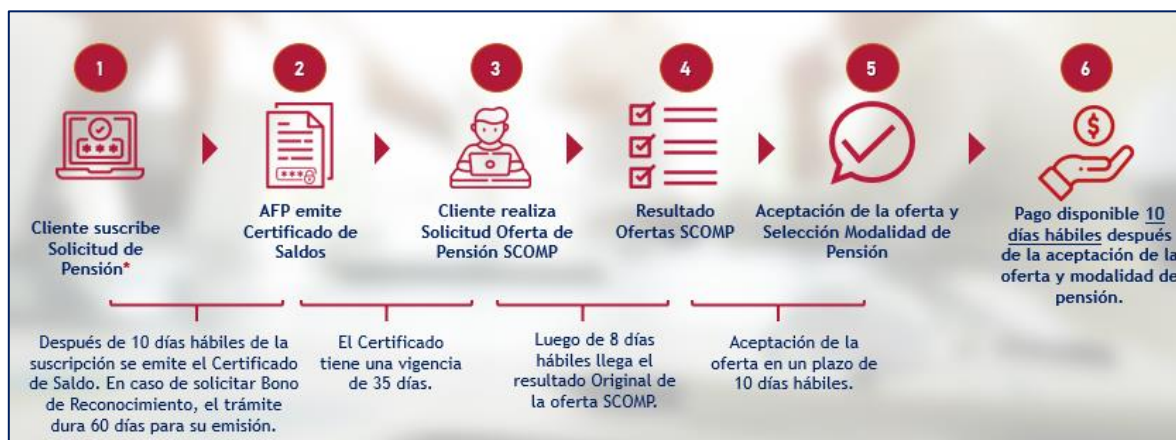 1
2
3
4
5
6
Cliente suscribe
Solicitud de
Pensión*
AFP emite
Certificado de
Saldos
Cliente realiza
Solicitud Oferta de
Pensión SCOMP
Resultado
Ofertas SCOMP
Aceptación de la oferta y
Selección Modalidad de
Pensión
Pago disponible 10
días hábiles después
de la aceptación de la
oferta y modalidad de
pensión.
Después de 10 días hábiles de la
suscripción se emite el Certificado
de Saldo. En caso de solicitar Bono
de Reconocimiento, el trámite
dura 60 días para su emisión.
El Certificado
tiene una vigencia
de 35 días.
Luego de 8 días
hábiles llega el
resultado Original de
la oferta SCOMP.
Aceptación de la
oferta en un plazo de
10 días hábiles.